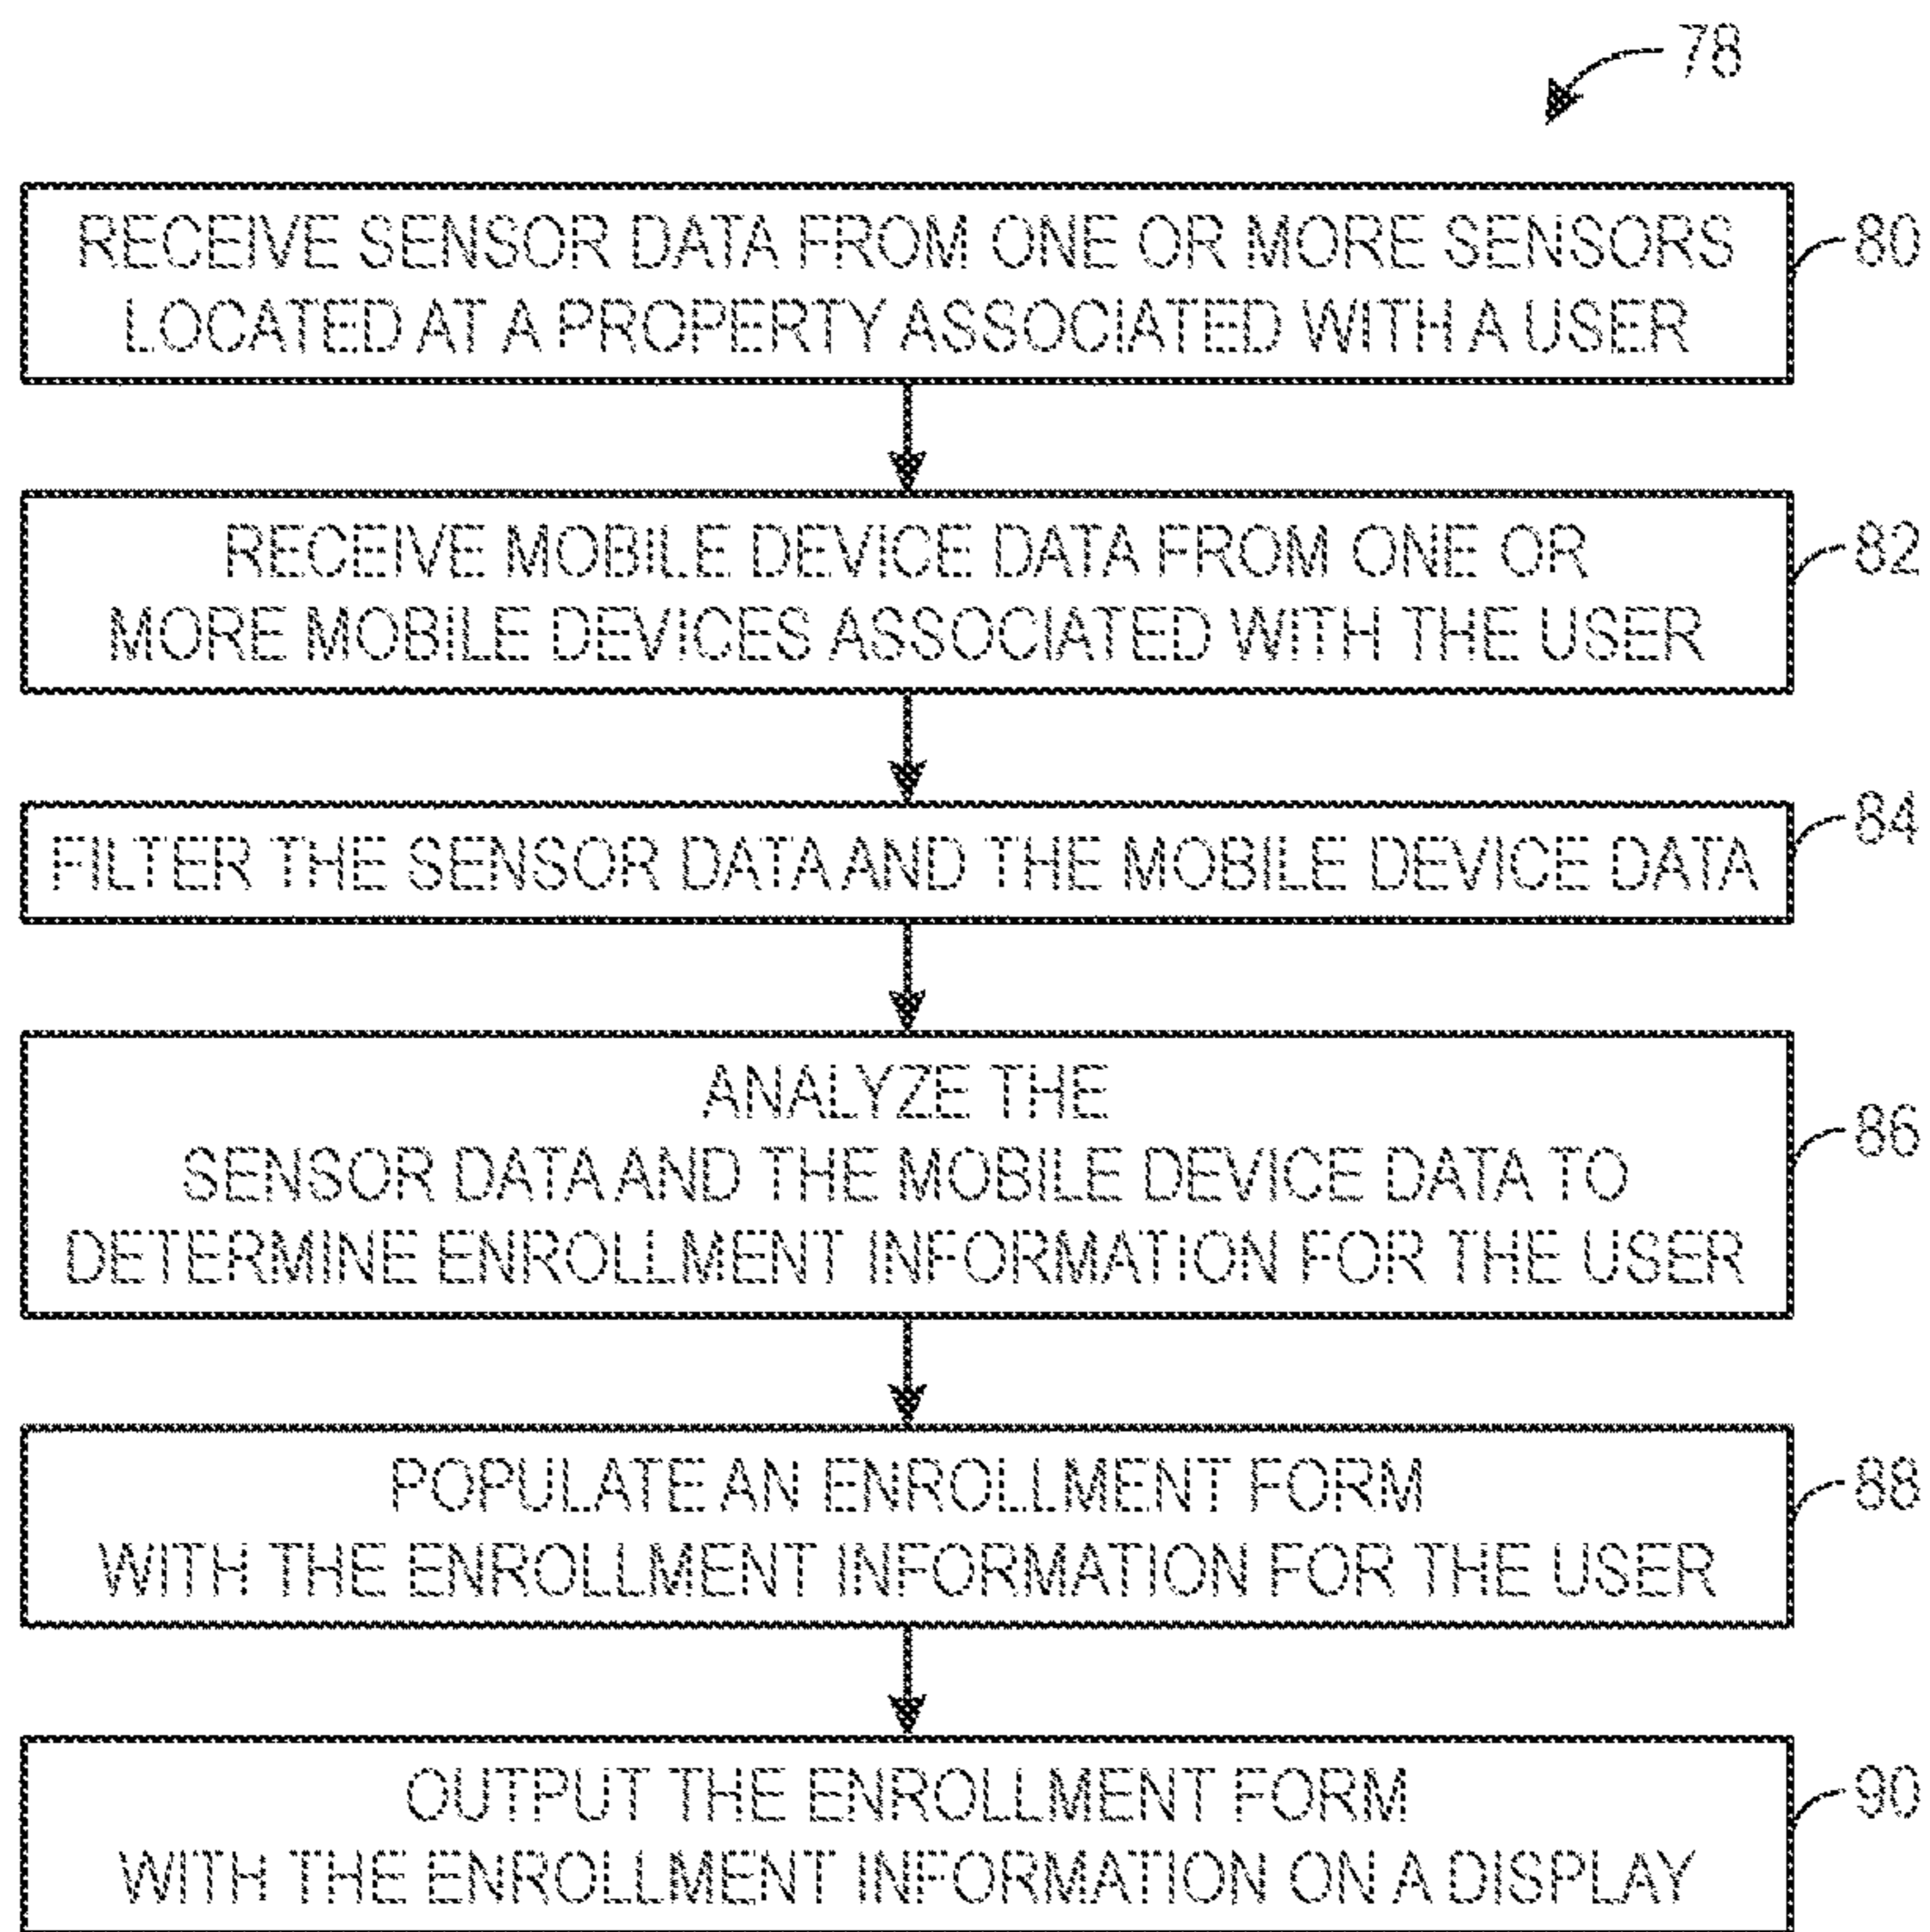 78
RECEIVE SENSOR DATA FROM ONE OR MORE SENSORS
LOCATED AT A PROPERTY ASSOCIATED WITH A USER
80
RECEIVE MOBILE DEVICE DATA FROM ONE OR
MORE MOBILE DEVICES ASSOCIATED WITH THE USER
82
FILTER THE SENSOR DATA AND THE MOBILE DEVICE DATA
84
ANALYZE THE
SENSOR DATA AND THE MOBILE DEVICE DATA TO
DETERMINE ENROLLMENT INFORMATION FOR THE USER
86
POPULATE AN ENROLLMENT FORM
WITH THE ENROLLMENT INFORMATION FOR THE USER
88
OUTPUT THE ENROLLMENT FORM
WITH THE ENROLLMENT INFORMATION ON A DISPLAY
90